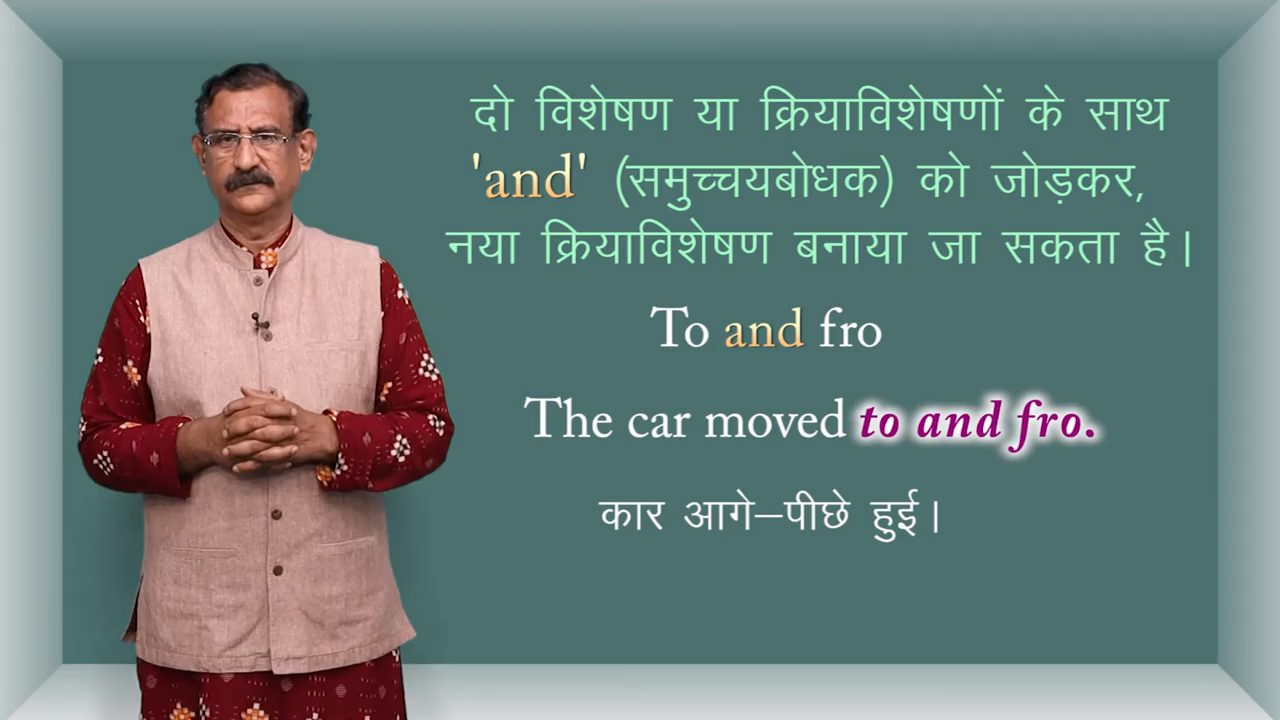 दो विशेषण या क्रियाविशेषणों के साथ
'and' (समुच्चयबोधक) को जोड़कर,
नया क्रियाविशेषण बनाया जा सकता है।
To and fro
The car moved to and fro.
कार आगे–पीछे हुई।